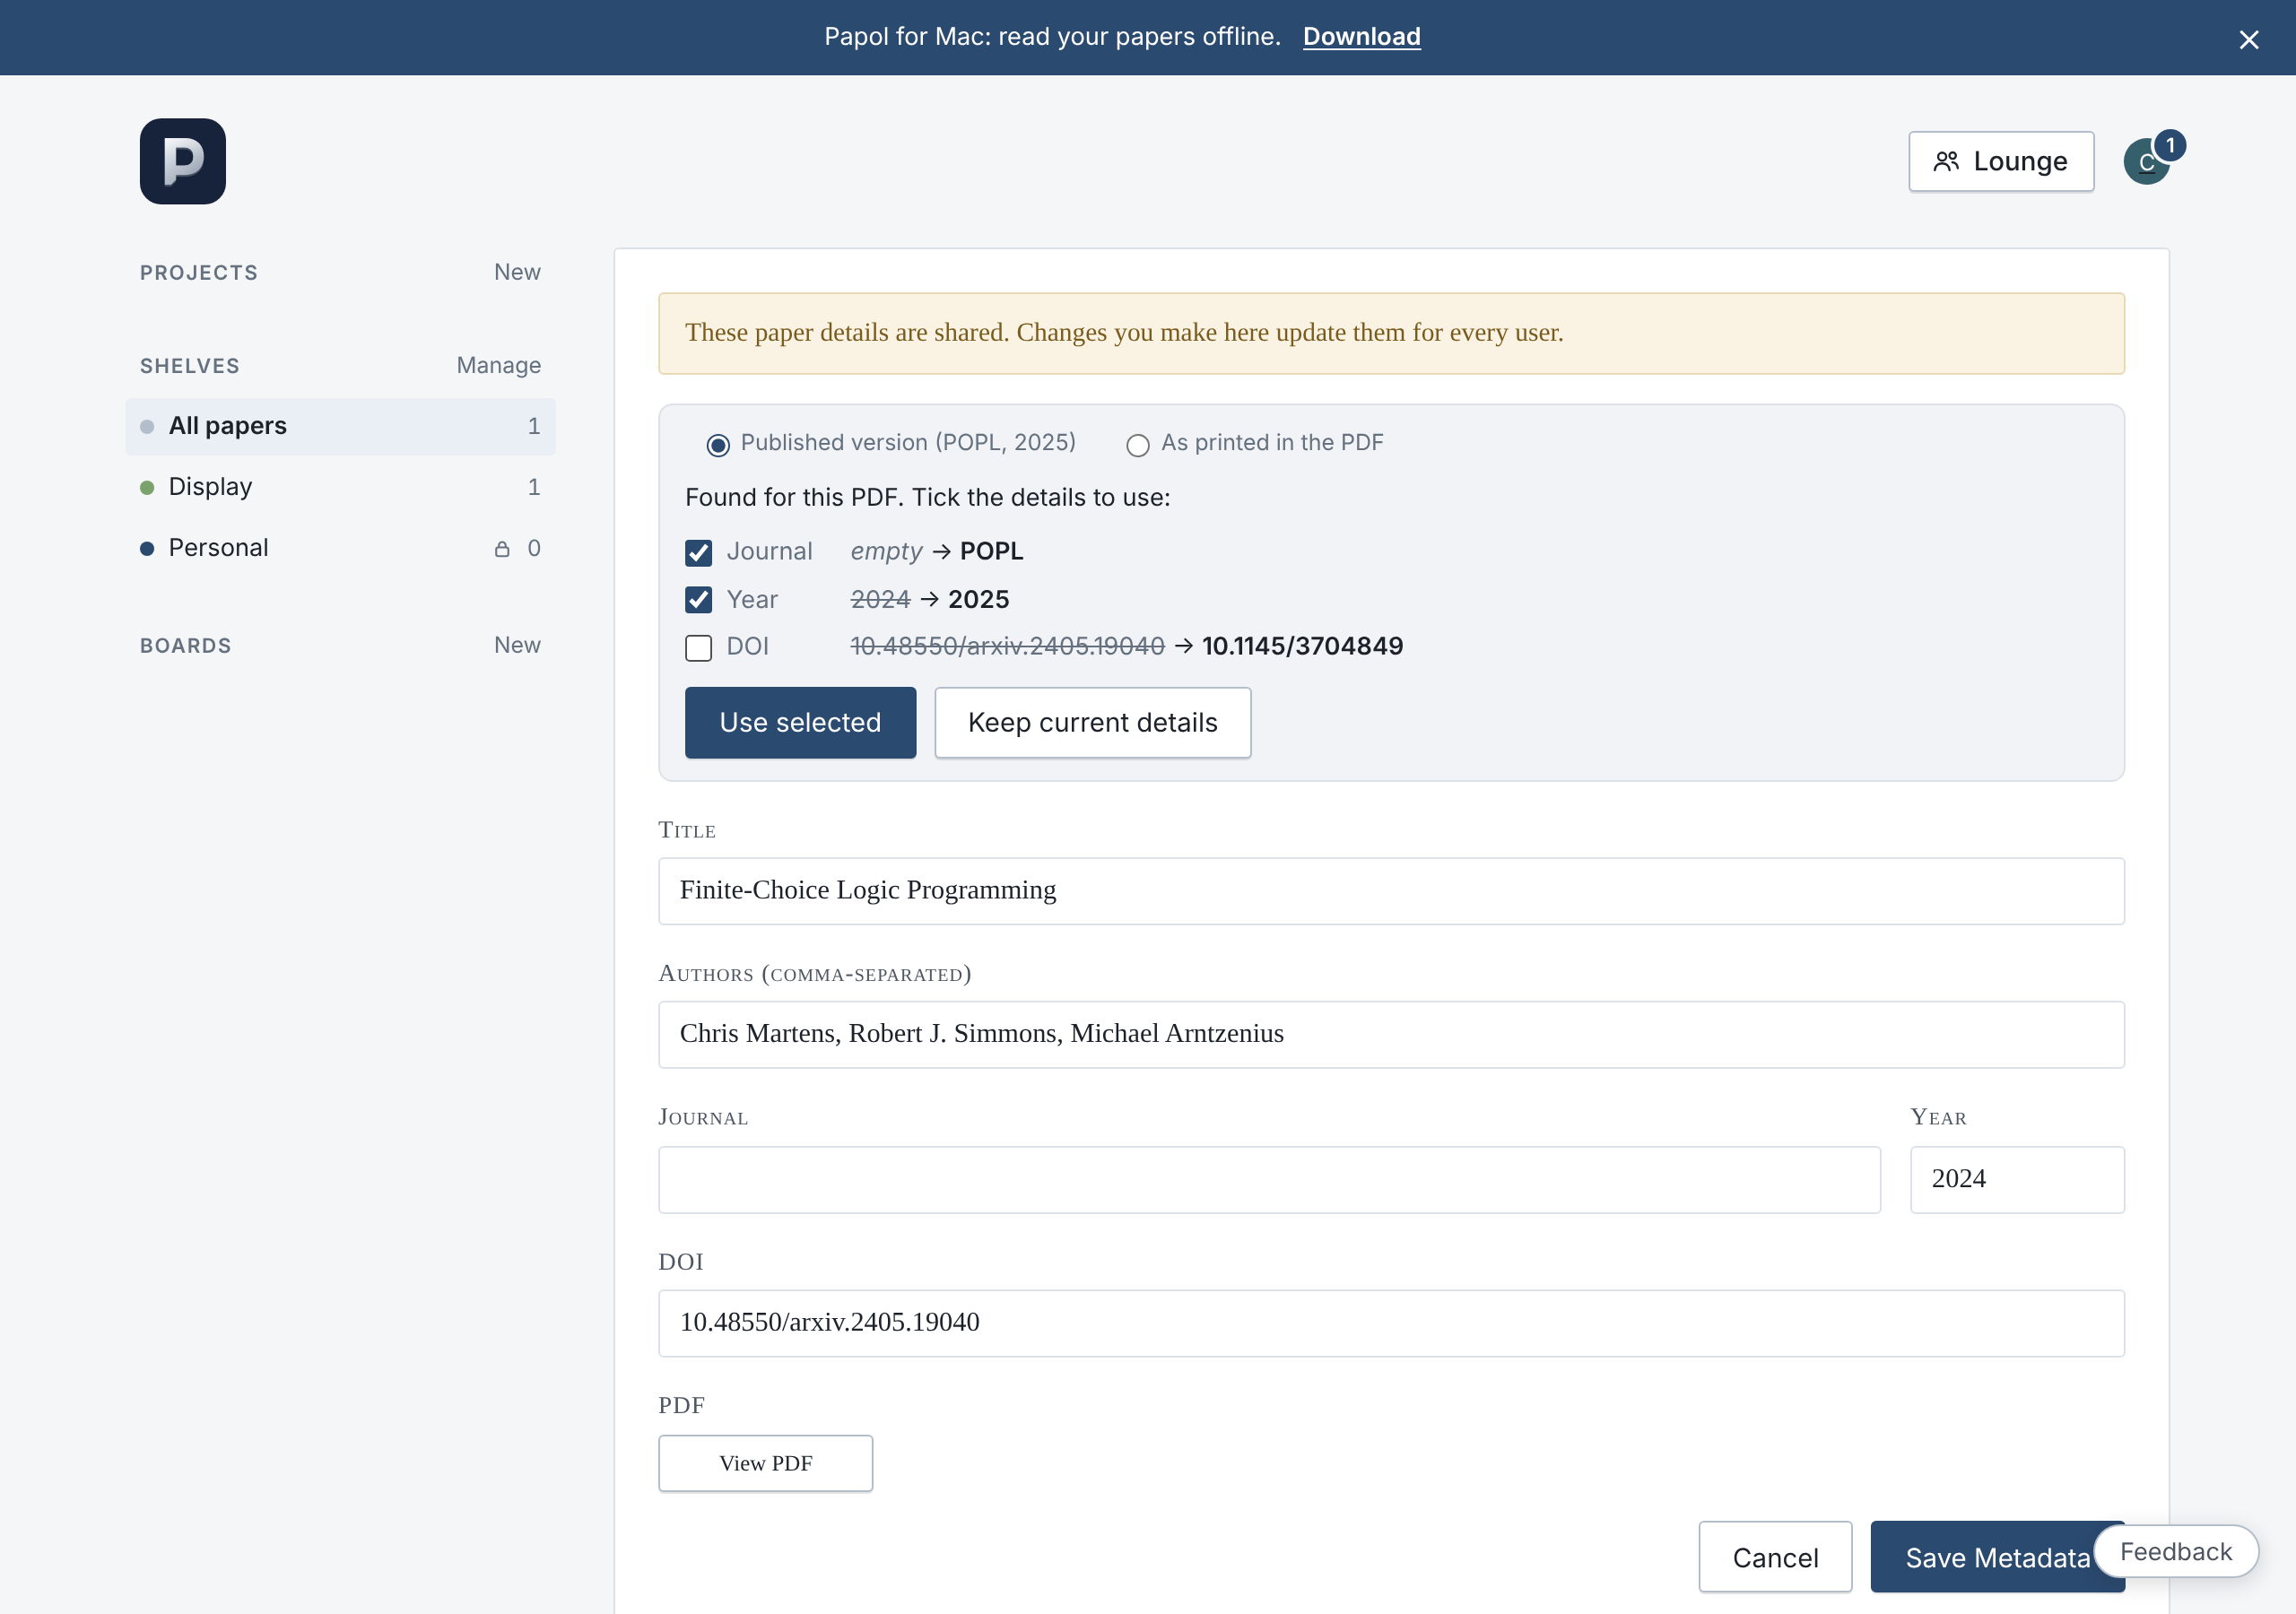 Papol for Mac: read your papers offline. Download
P
Lounge
C 1
PROJECTS New
SHELVES Manage
All papers 1
Display 1
Personal 0
BOARDS New
These paper details are shared. Changes you make here update them for every user.
Published version (POPL, 2025) As printed in the PDF
Found for this PDF. Tick the details to use:
Journal empty → POPL
Year 2024 → 2025
DOI 10.48550/arxiv.2405.19040 → 10.1145/3704849
Use selected Keep current details
Title
Finite-Choice Logic Programming
Authors (comma-separated)
Chris Martens, Robert J. Simmons, Michael Arntzenius
Journal Year
2024
DOI
10.48550/arxiv.2405.19040
PDF
View PDF
Cancel Save Metadata Feedback